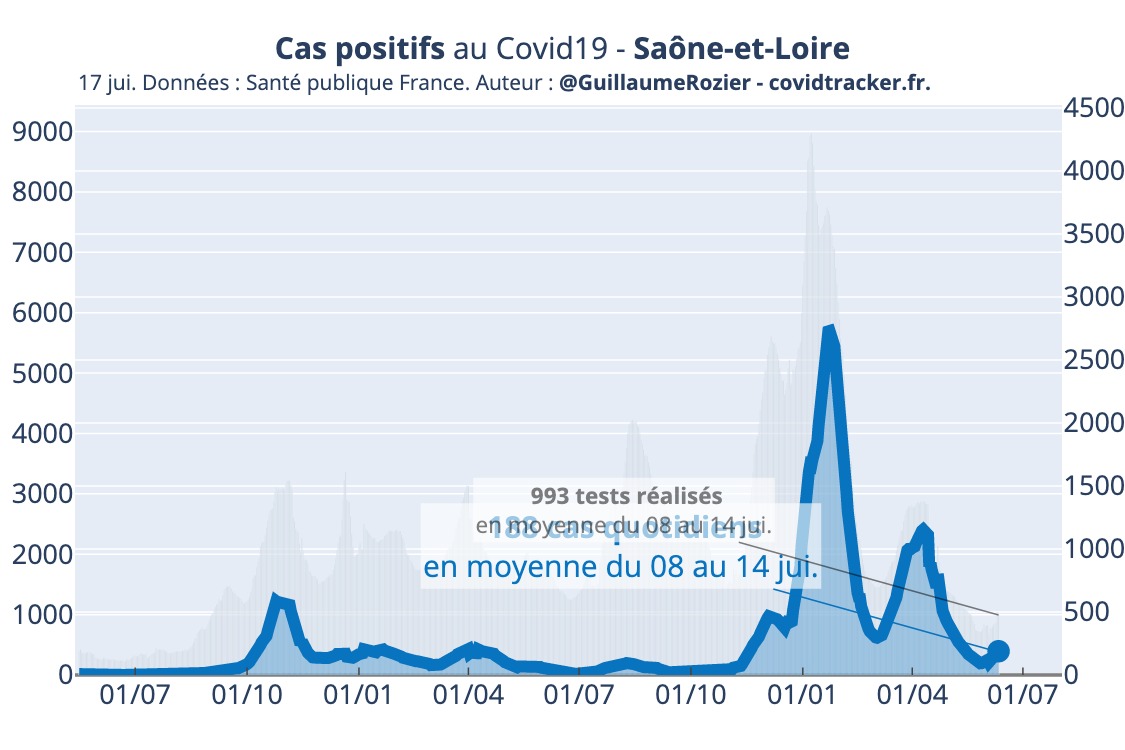 Cas positifs au Covid19 - Saône-et-Loire
17 jui. Données : Santé publique France. Auteur : @GuillaumeRozier - covidtracker.fr.
4500
9000
4000
8000
3500
7000
3000
6000
2500
5000
2000
4000
1500
3000
993 tests réalisés
en moyenne du 08 au 14 jui.
188 cas quotidiens
en moyenne du 08 au 14 jui.
1000
2000
500
1000
0
0
01/07 01/10 01/01 01/04 01/07 01/10 01/01 01/04 01/07